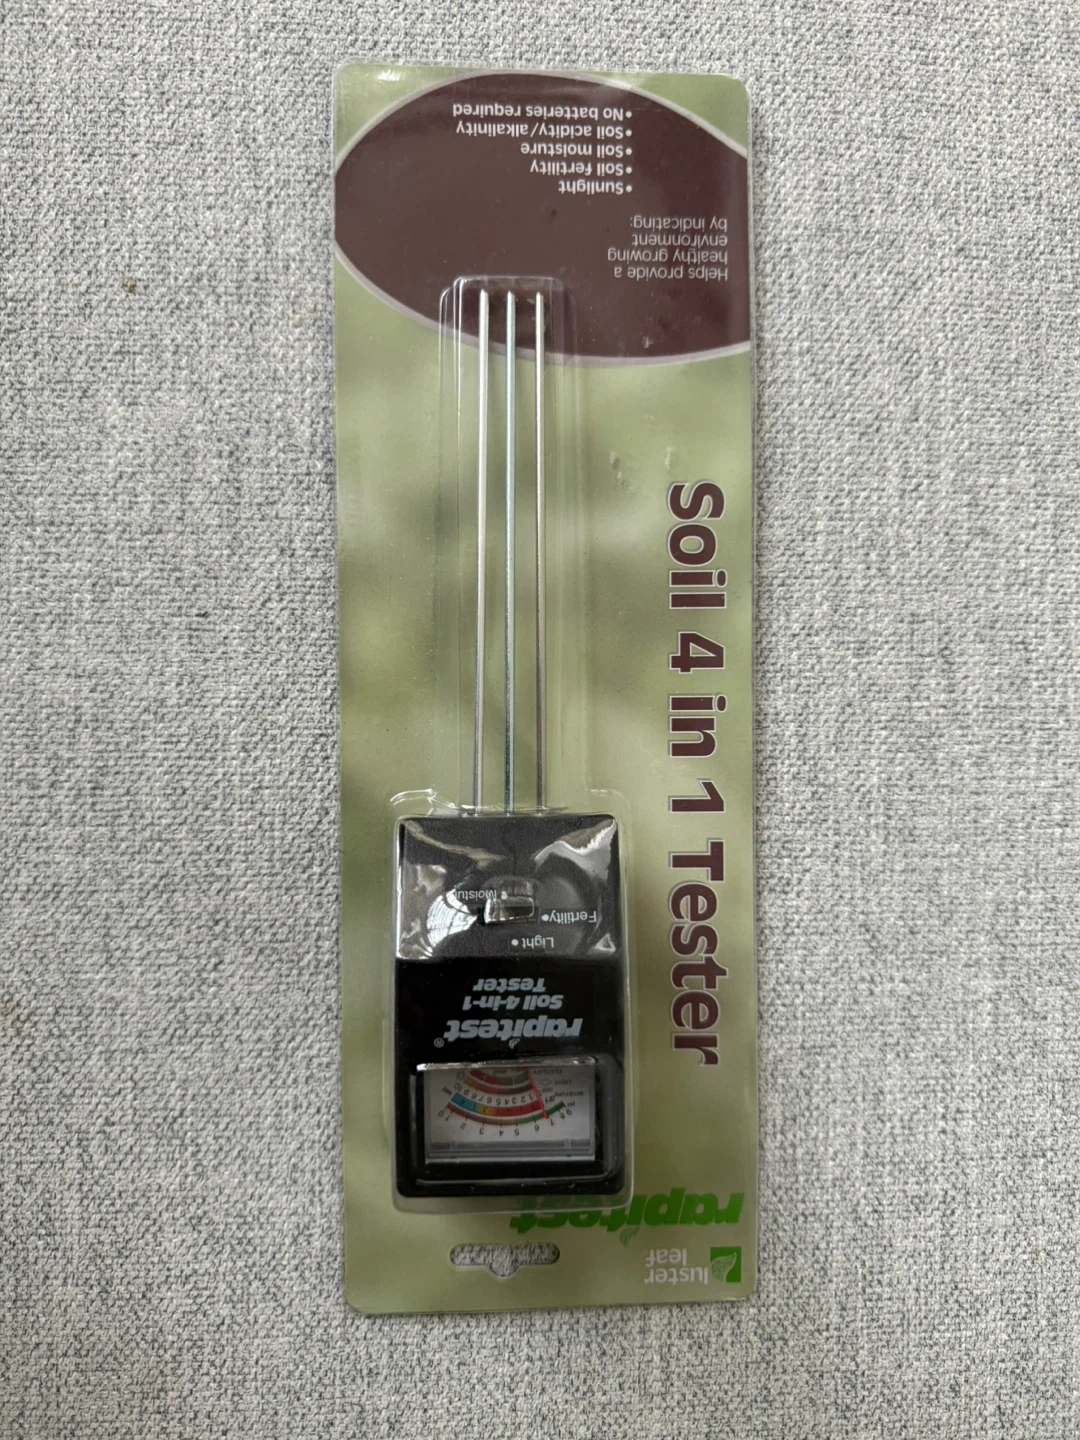 luster
leaf
rapitest
Soil 4 in 1 Tester
rapitest®
Soil 4-in-1
Tester
Light •
Fertility•
Helps provide a
healthy growing
environment
by indicating:
•Sunlight
•Soil fertility
•Soil moisture
•Soil acidity/alkalinity
•No batteries required